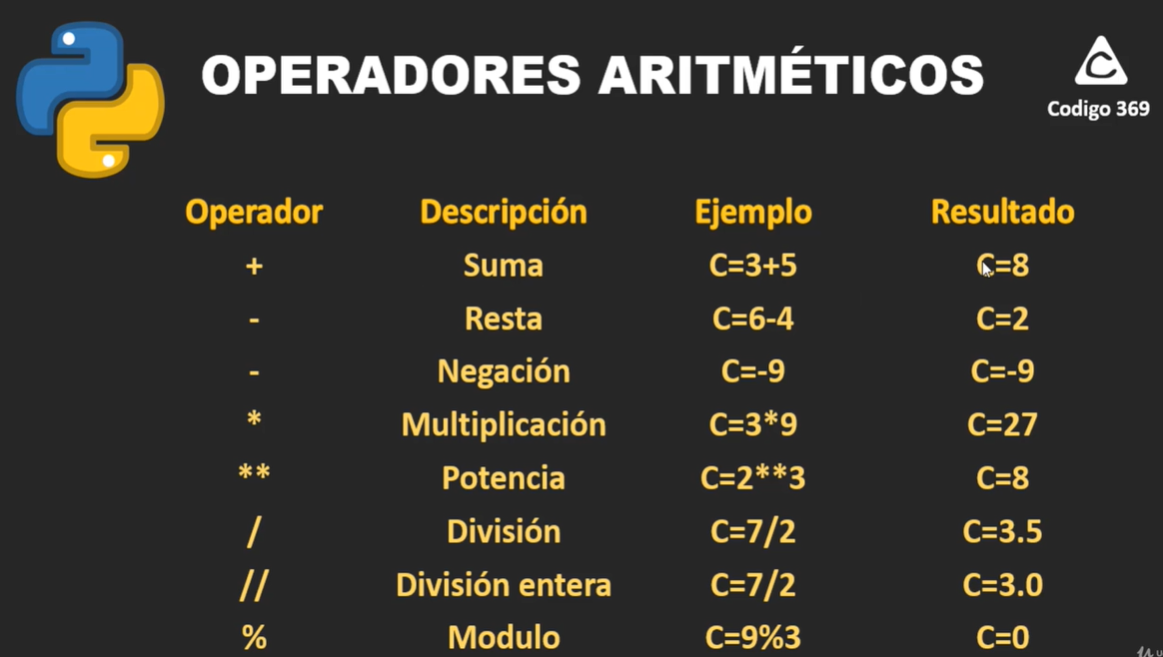 OPERADORES ARITMÉTICOS
Codigo 369
Operador Descripción Ejemplo Resultado
+ Suma C=3+5 C=8
- Resta C=6-4 C=2
- Negación C=-9 C=-9
* Multiplicación C=3*9 C=27
** Potencia C=2**3 C=8
/ División C=7/2 C=3.5
// División entera C=7/2 C=3.0
% Modulo C=9%3 C=0